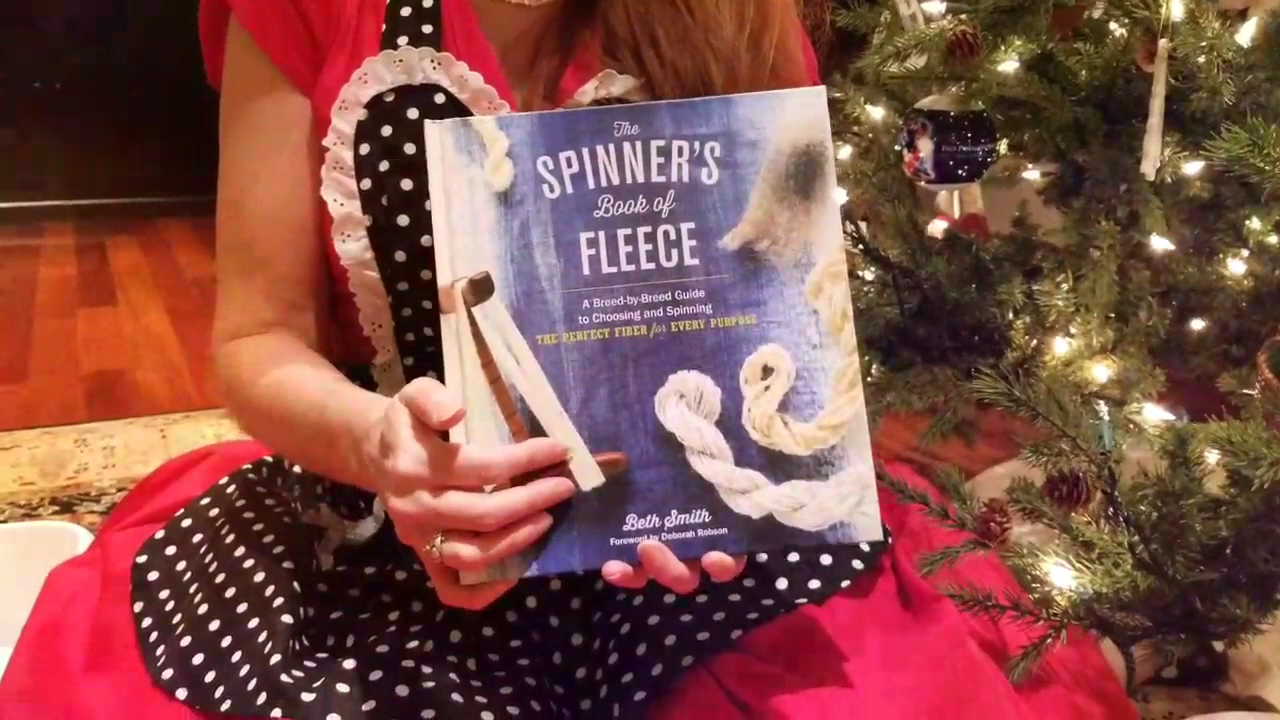 The
SPINNER'S
Book of
FLEECE
A Breed-by-Breed Guide
to Choosing and Spinning
THE PERFECT FIBER for EVERY PURPOSE
Beth Smith
Foreword by Deborah Robson